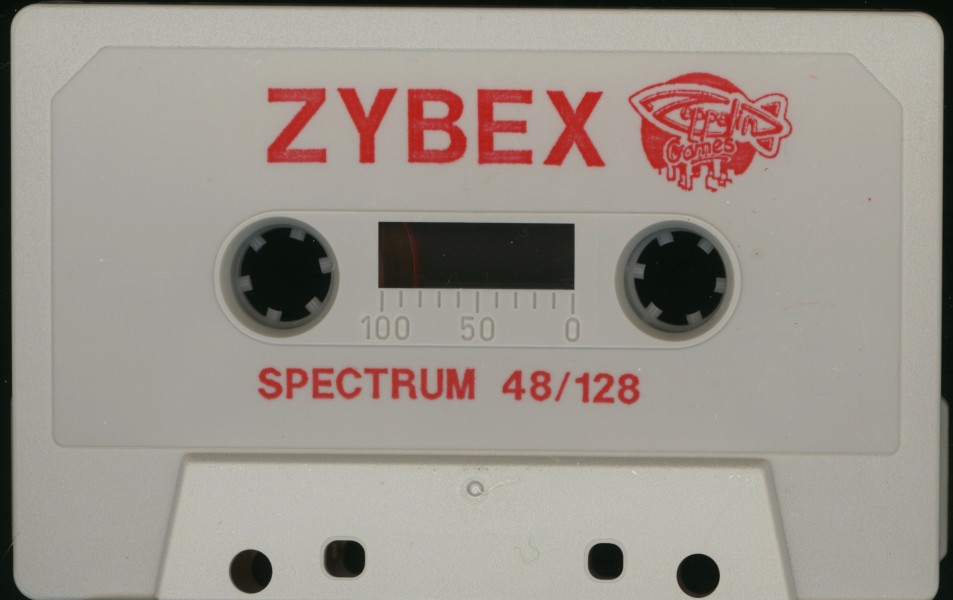 ZYBEX
Zeppelin
Games
100 50 0
SPECTRUM 48/128